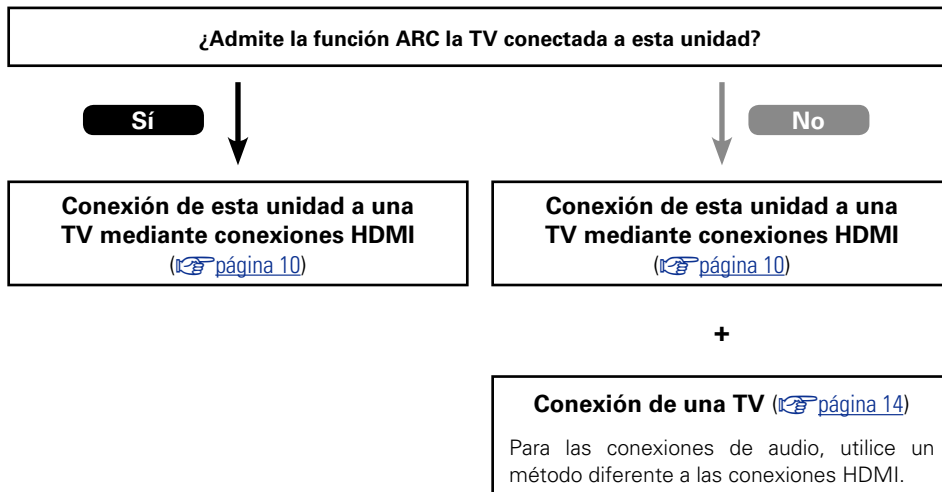 ¿Admite la función ARC la TV conectada a esta unidad?
Sí
No
Conexión de esta unidad a una
TV mediante conexiones HDMI
(☞página 10)
Conexión de esta unidad a una
TV mediante conexiones HDMI
(☞página 10)
+
Conexión de una TV (☞página 14)
Para las conexiones de audio, utilice un
método diferente a las conexiones HDMI.